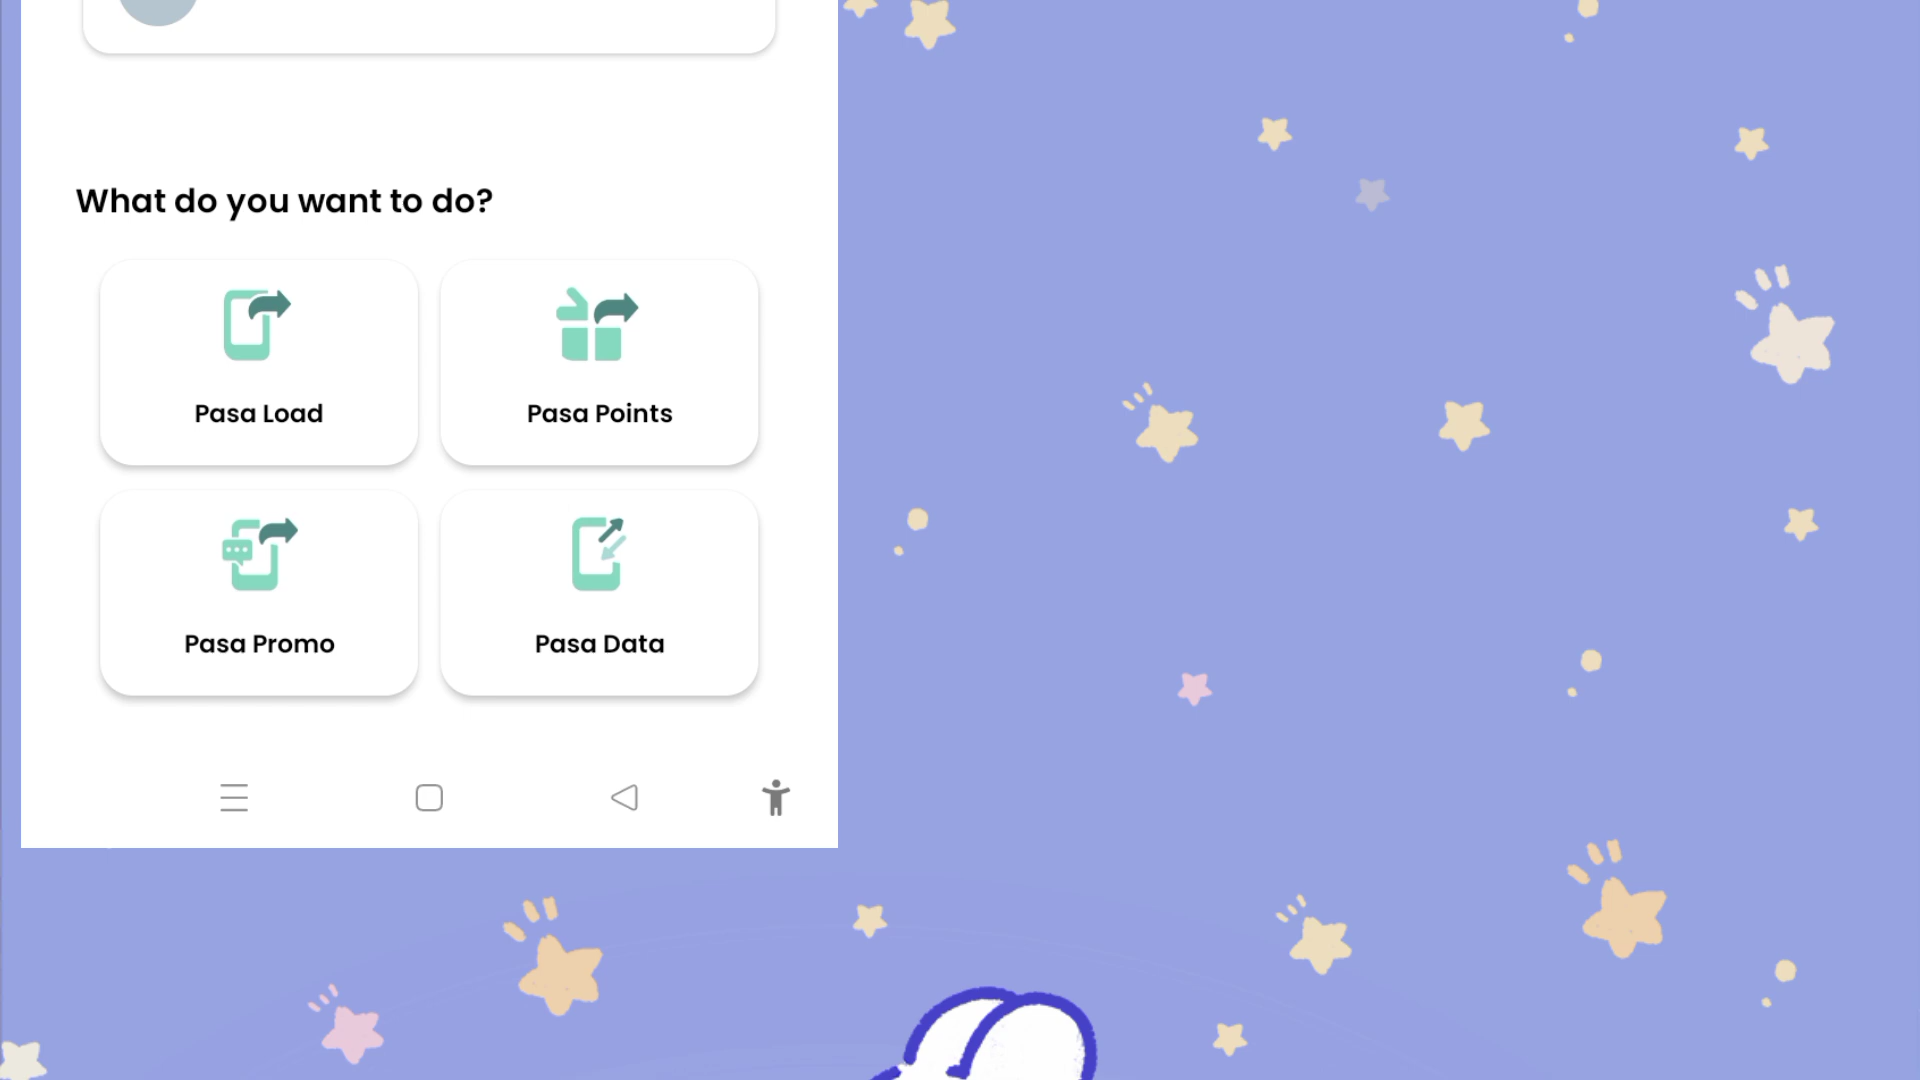 What do you want to do?
Pasa Load
Pasa Points
Pasa Promo
Pasa Data